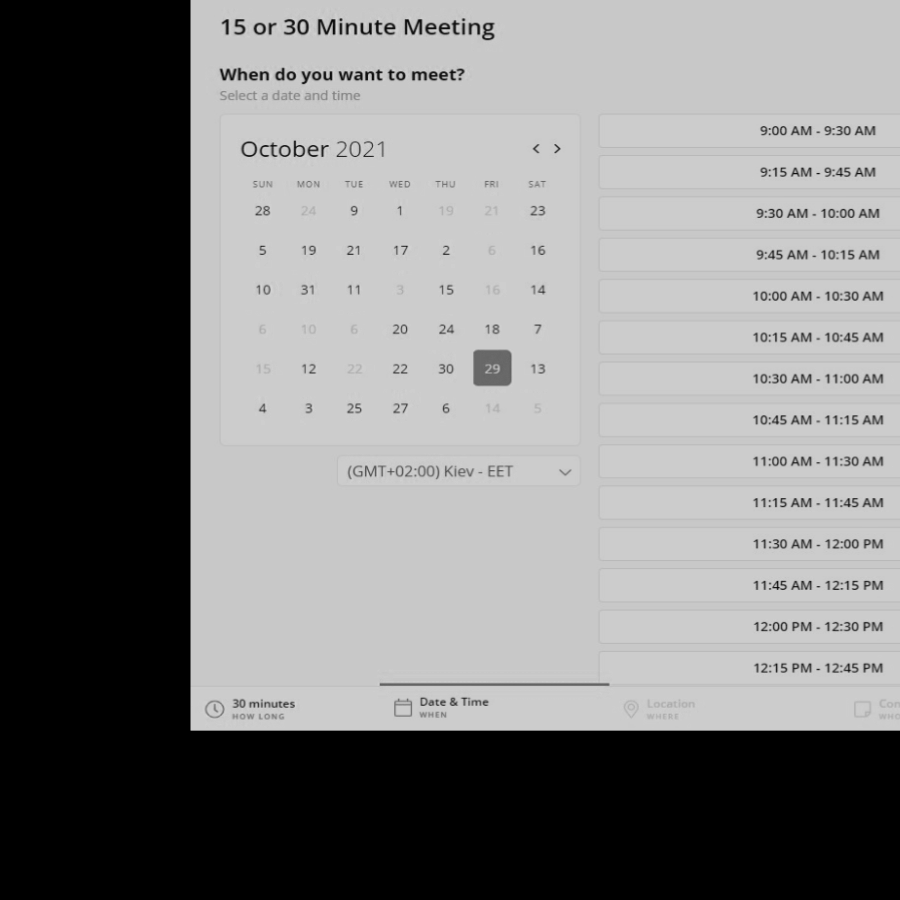 15 or 30 Minute Meeting
When do you want to meet?
Select a date and time
October 2021
SUN MON TUE WED THU FRI SAT
28 24 9 1 19 21 23
5 19 21 17 2 6 16
10 31 11 3 15 16 14
6 10 6 20 24 18 7
15 12 22 22 30 29 13
4 3 25 27 6 14 5
(GMT+02:00) Kiev - EET
9:00 AM - 9:30 AM
9:15 AM - 9:45 AM
9:30 AM - 10:00 AM
9:45 AM - 10:15 AM
10:00 AM - 10:30 AM
10:15 AM - 10:45 AM
10:30 AM - 11:00 AM
10:45 AM - 11:15 AM
11:00 AM - 11:30 AM
11:15 AM - 11:45 AM
11:30 AM - 12:00 PM
11:45 AM - 12:15 PM
12:00 PM - 12:30 PM
12:15 PM - 12:45 PM
30 minutes
HOW LONG
Date & Time
WHEN
Location
WHERE